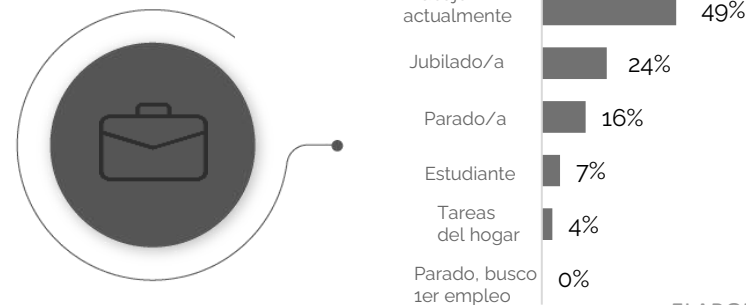 actualmente 49%
Jubilado/a 24%
Parado/a 16%
Estudiante 7%
Tareas
del hogar 4%
Parado, busco 0%
1er empleo